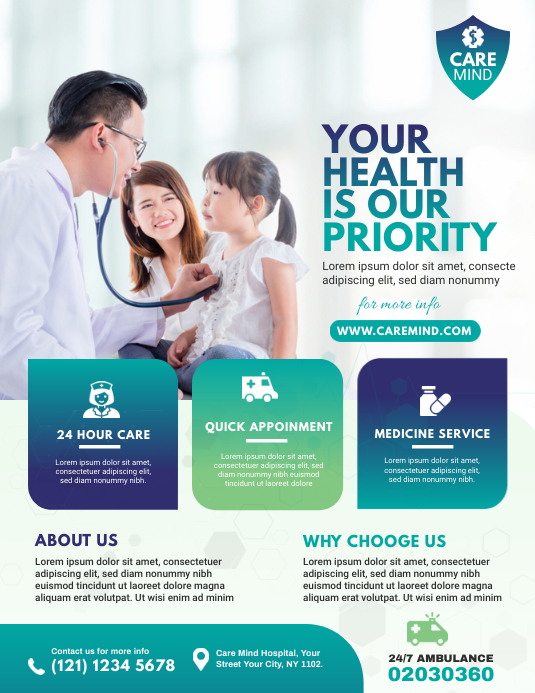 CARE
MIND
YOUR
HEALTH
IS OUR
PRIORITY
Lorem ipsum dolor sit amet, consecte
adipiscing elit, sed diam nonummy
for more info
WWW.CAREMIND.COM
24 HOUR CARE
Lorem ipsum dolor sit amet,
consectetuer adipiscing elit,
sed diam nonummy nibh.
QUICK APPOINMENT
Lorem ipsum dolor sit amet,
consectetuer adipiscing elit, sed
diam nonummy nibh euismod
tincidunt ut laoreet dolore
MEDICINE SERVICE
Lorem ipsum dolor sit amet,
consectetuer adipiscing elit,
sed diam nonummy nibh.
ABOUT US
Lorem ipsum dolor sit amet, consectetuer
adipiscing elit, sed diam nonummy nibh
euismod tincidunt ut laoreet dolore magna
aliquam erat volutpat. Ut wisi enim ad minim
WHY CHOOGE US
Lorem ipsum dolor sit amet, consectetuer
adipiscing elit, sed diam nonummy nibh
euismod tincidunt ut laoreet dolore magna
aliquam erat volutpat. Ut wisi enim ad minim
Contact us for more info
(121) 1234 5678
Care Mind Hospital, Your
Street Your City, NY 1102.
24/7 AMBULANCE
02030360